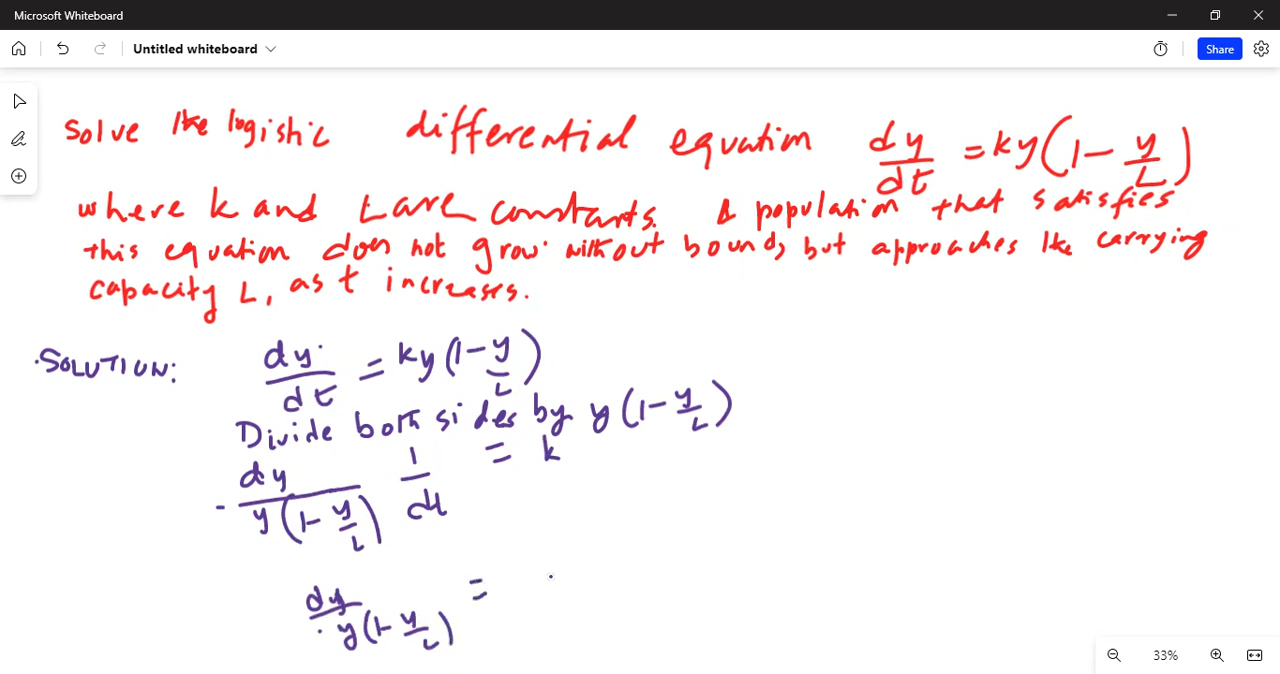 Microsoft Whiteboard
Untitled whiteboard
Share
Solve the logistic differential equation dy/dt = ky(1 - y/L)
where k and L are constants. A population that satisfies
this equation does not grow without bound, but approaches the carrying
capacity L, as t increases.
SOLUTION: dy/dt = ky(1 - y/L)
Divide both sides by y(1 - y/L)
dy/y(1 - y/L) 1/dt = k
dy/y(1 - y/L) =
33%